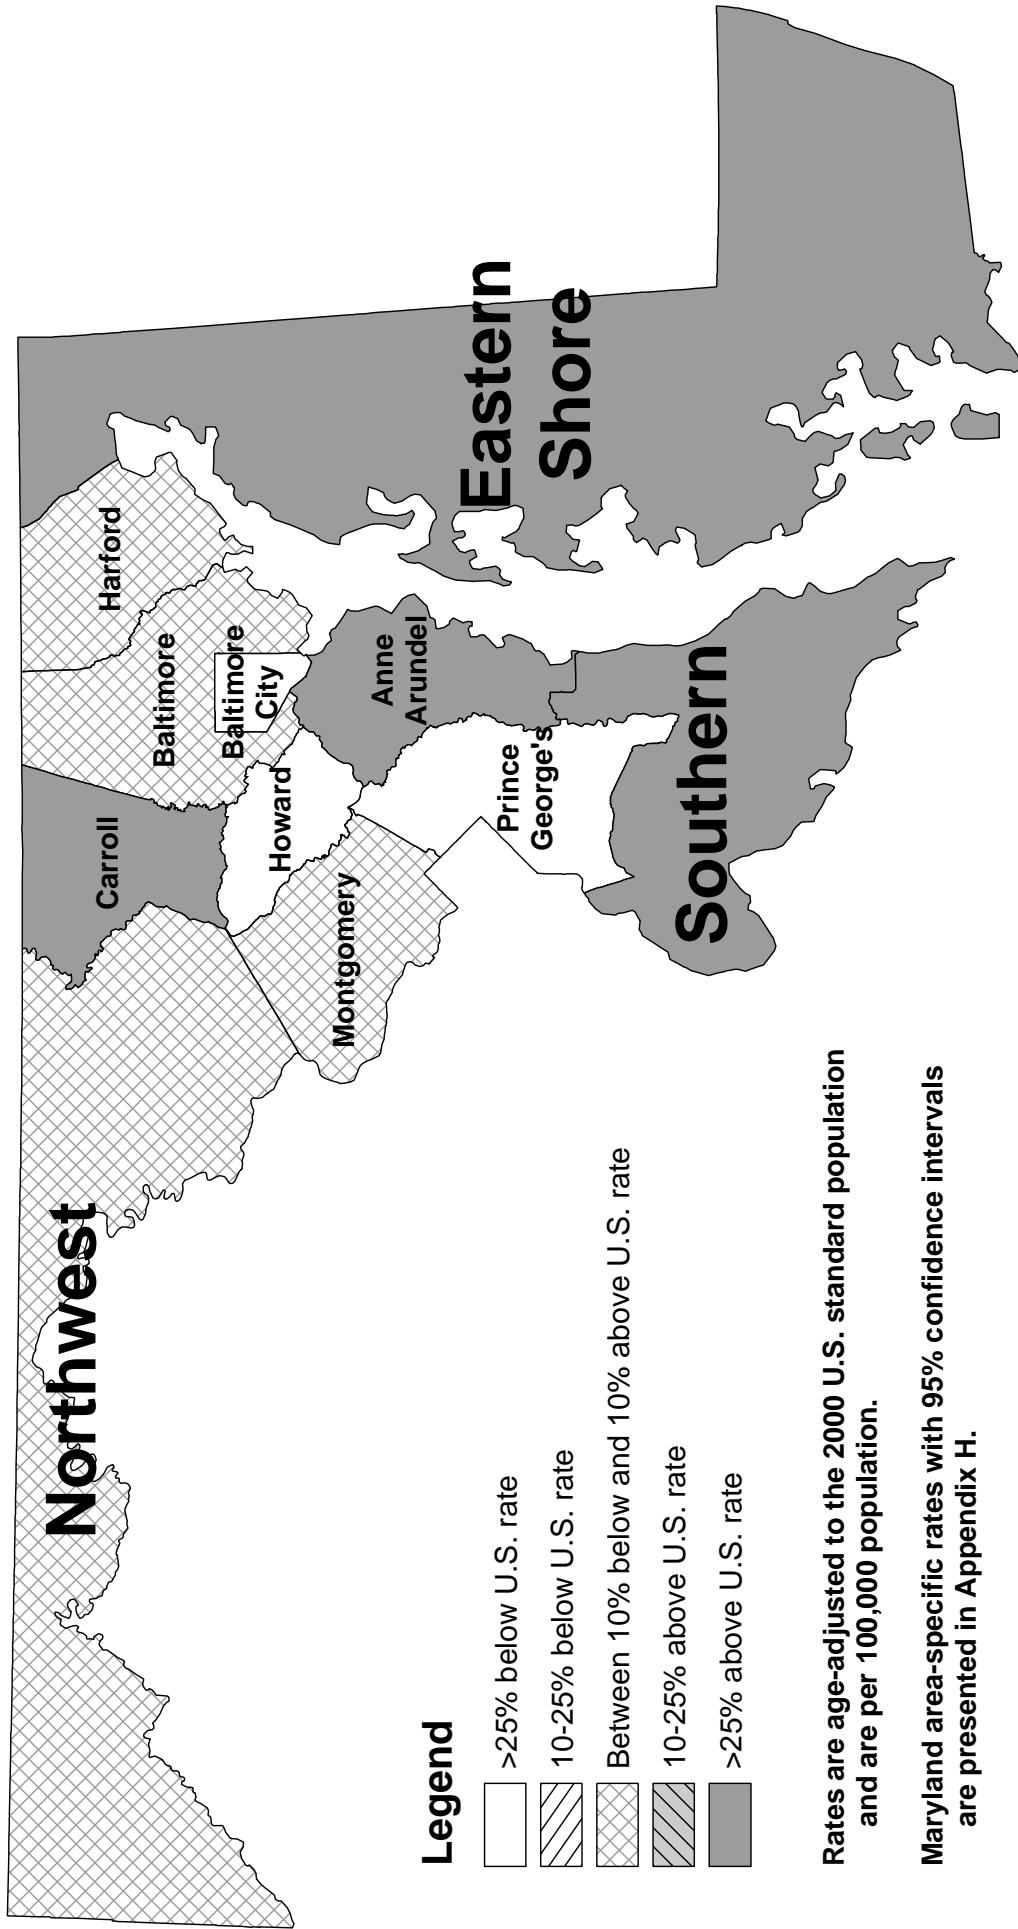 Northwest
Carroll
Baltimore
Harford
Baltimore
City
Howard
Montgomery
Anne
Arundel
Prince
George's
Eastern
Shore
Southern
Legend
>25% below U.S. rate
10-25% below U.S. rate
Between 10% below and 10% above U.S. rate
10-25% above U.S. rate
>25% above U.S. rate
Rates are age-adjusted to the 2000 U.S. standard population
and are per 100,000 population.
Maryland area-specific rates with 95% confidence intervals
are presented in Appendix H.